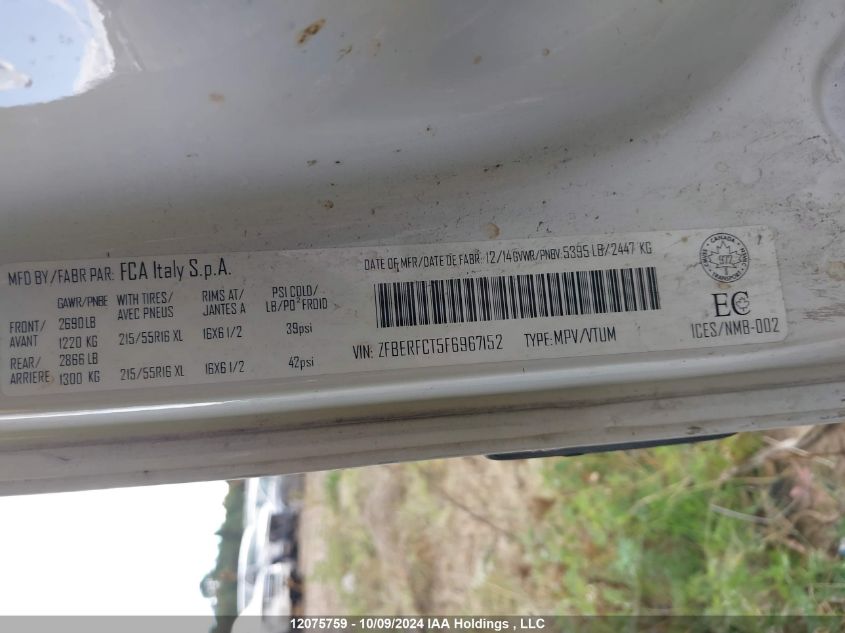 MFD BY/FABR PAR: FCA Italy S.p.A.
GAWR/PNBE WITH TIRES/ AVEC PNEUS RIMS AT/ JANTES A PSI COLD/ LB/PO² FROID
FRONT/ AVANT 2690 LB 1220 KG 215/55R16 XL 16X6 1/2 39psi
REAR/ ARRIERE 2866 LB 1300 KG 215/55R16 XL 16X6 1/2 42psi
DATE OF MFR/DATE DE FABR: 12/14 GVWR/PNBV: 5395 LB/2447 KG
VIN: ZFBERFCT5F6967152 TYPE: MPV/VTUM
CANADA
972
TRANSPORT
EC
ICES/NMB-002
12075759 - 10/09/2024 IAA Holdings , LLC